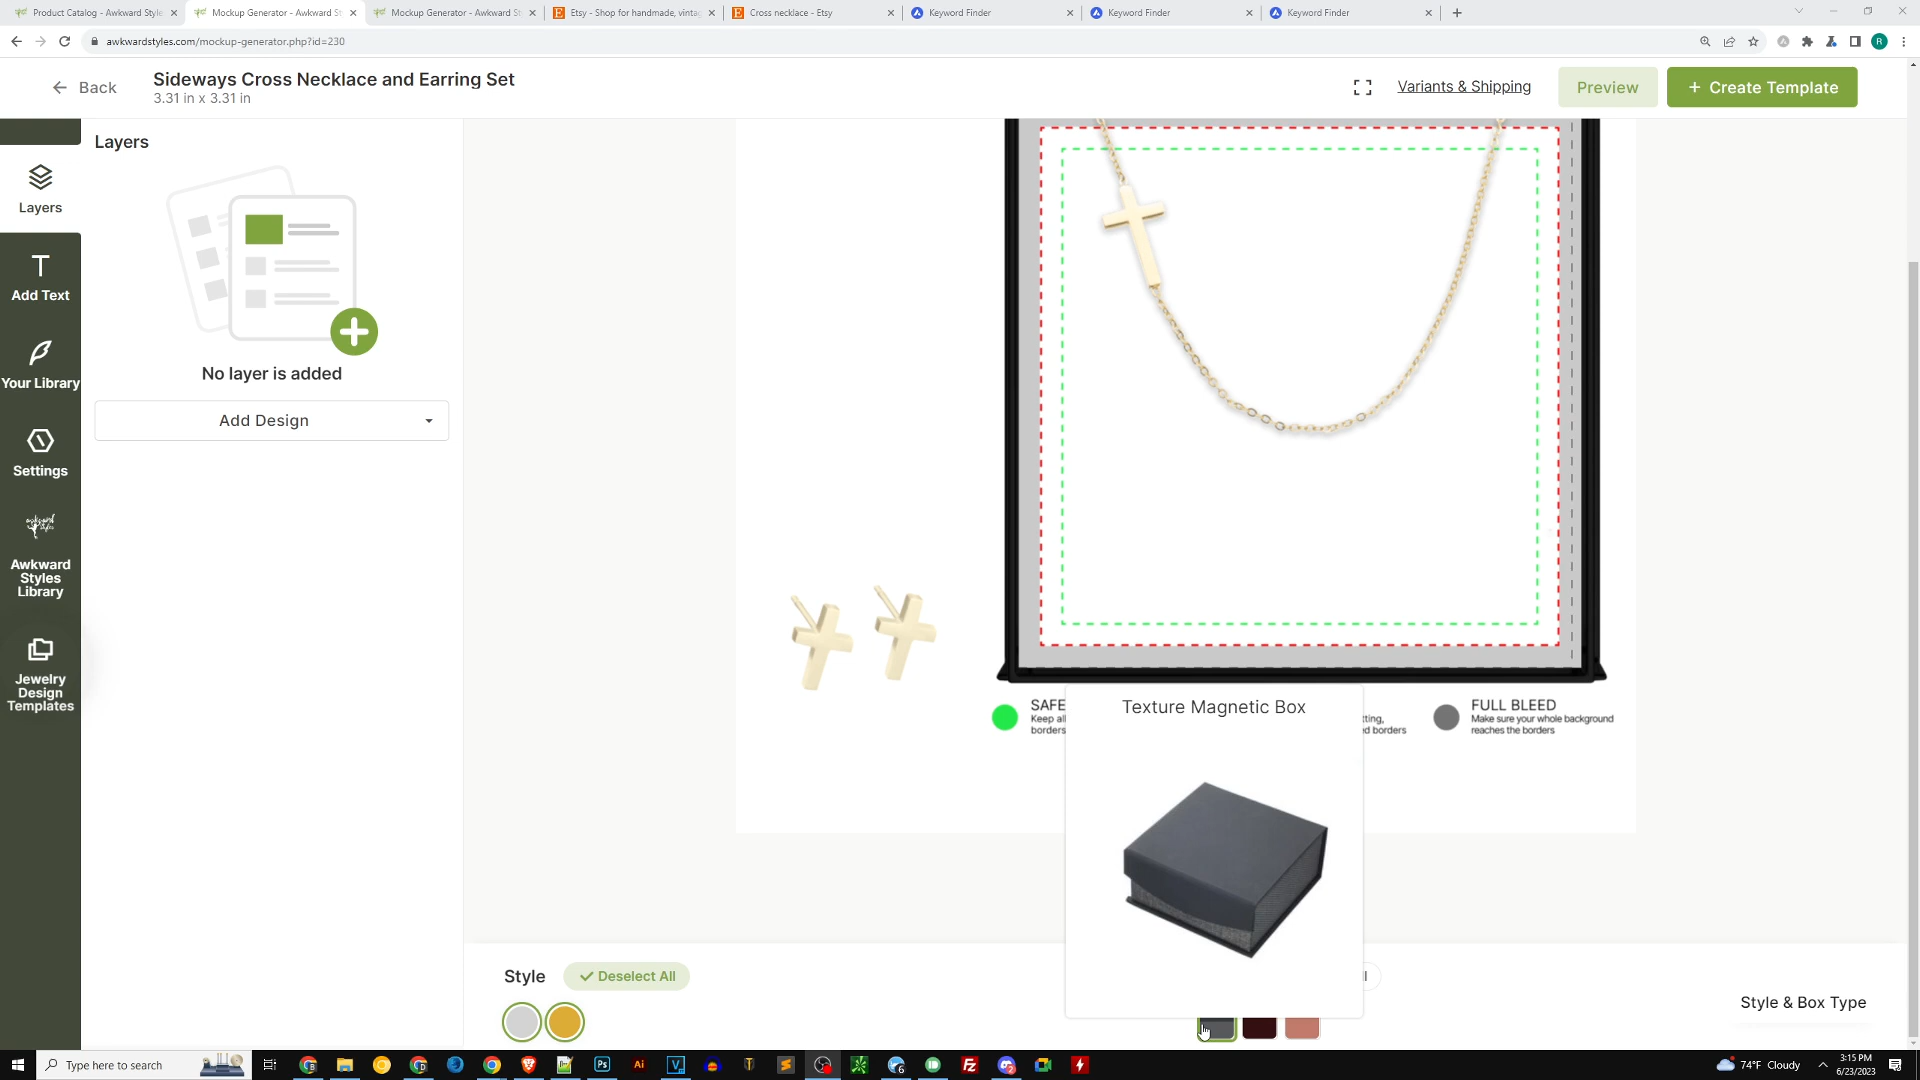 Product Catalog - Awkward Style
Mockup Generator - Awkward St
Mockup Generator - Awkward St
Etsy - Shop for handmade, vintag
Cross necklace - Etsy
Keyword Finder
Keyword Finder
Keyword Finder
awkwardstyles.com/mockup-generator.php?id=230
R
Back
Sideways Cross Necklace and Earring Set
3.31 in x 3.31 in
Variants & Shipping
Preview
+ Create Template
Layers
Layers
Add Text
Your Library
Settings
Awkward
Styles
Library
Jewelry
Design
Templates
No layer is added
Add Design
SAFE
Keep all
borders
Texture Magnetic Box
tting,
d borders
FULL BLEED
Make sure your whole background
reaches the borders
Style
Deselect All
Style & Box Type
Type here to search
74°F Cloudy
3:15 PM
6/23/2023